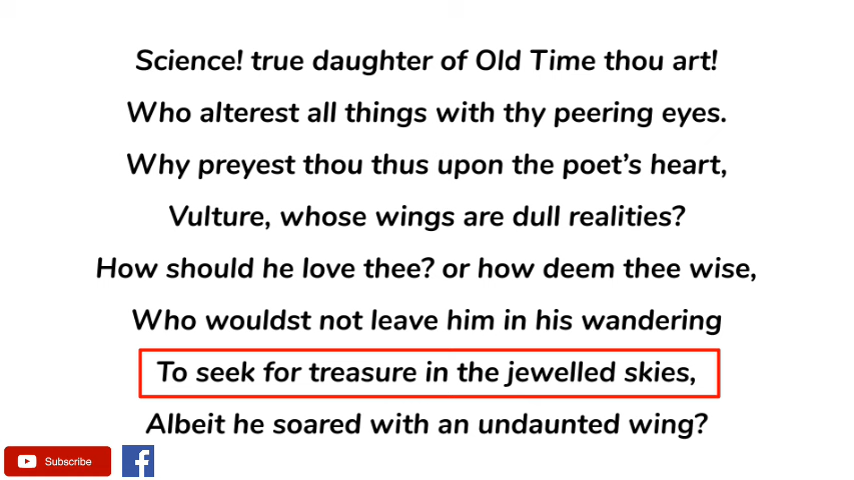 Science! true daughter of Old Time thou art!
Who alterest all things with thy peering eyes.
Why preyest thou thus upon the poet’s heart,
Vulture, whose wings are dull realities?
How should he love thee? or how deem thee wise,
Who wouldst not leave him in his wandering
To seek for treasure in the jewelled skies,
Albeit he soared with an undaunted wing?
Subscribe
f